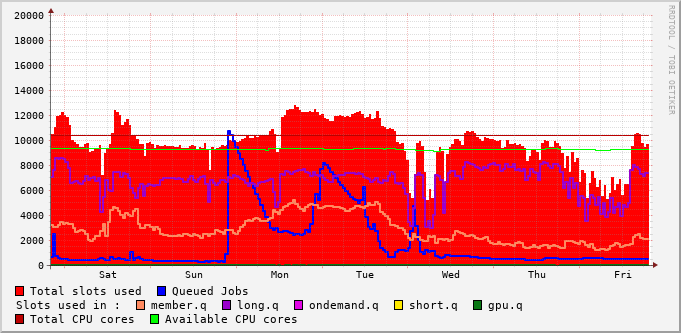 RRDTOOL / TOBI OETIKER
20000
18000
16000
14000
12000
10000
8000
6000
4000
2000
0
Sat Sun Mon Tue Wed Thu Fri
Total slots used Queued Jobs
Slots used in : member.q long.q ondemand.q short.q gpu.q
Total CPU cores Available CPU cores